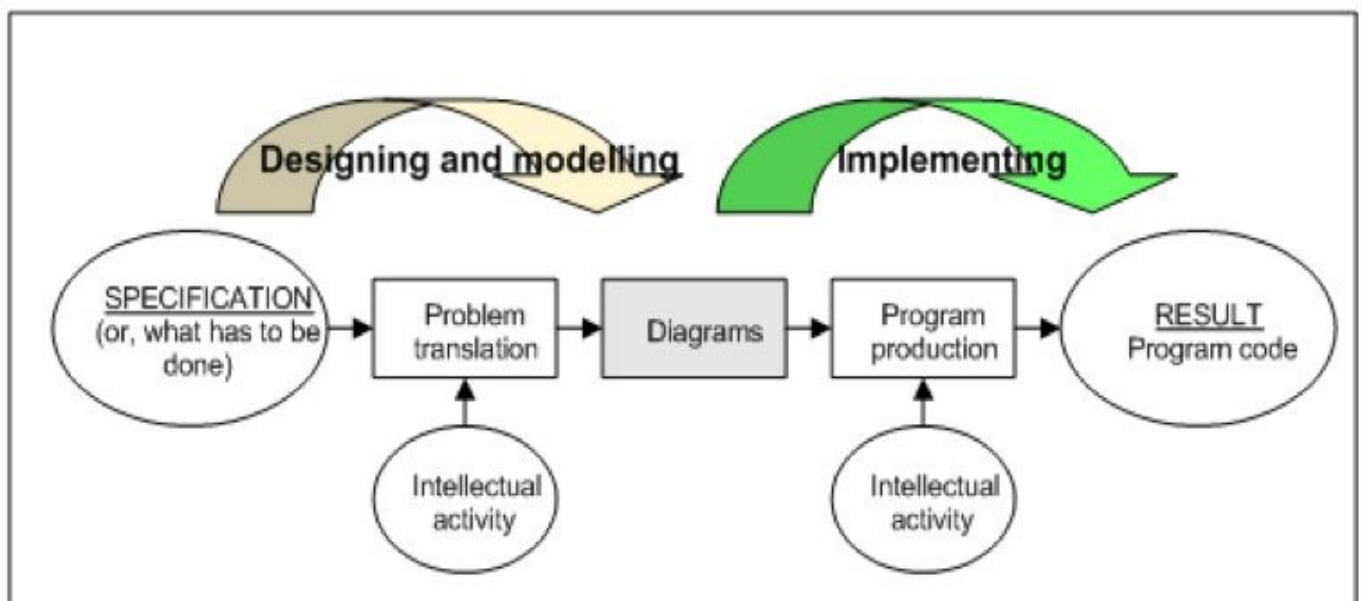 Designing and modelling
Implementing
SPECIFICATION
(or, what has to be
done)
Problem
translation
Diagrams
Program
production
RESULT
Program code
Intellectual
activity
Intellectual
activity